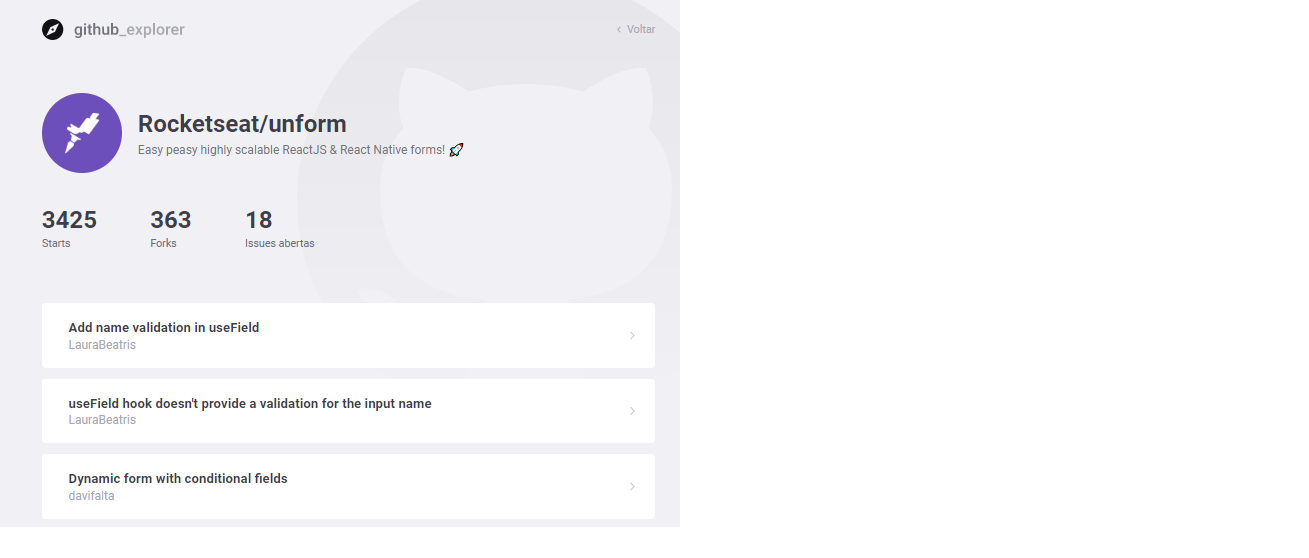 github_explorer
Voltar
Rocketseat/unform
Easy peasy highly scalable ReactJS & React Native forms! 🚀
3425 363 18
Starts Forks Issues abertas
Add name validation in useField
LauraBeatris
useField hook doesn't provide a validation for the input name
LauraBeatris
Dynamic form with conditional fields
davifalta